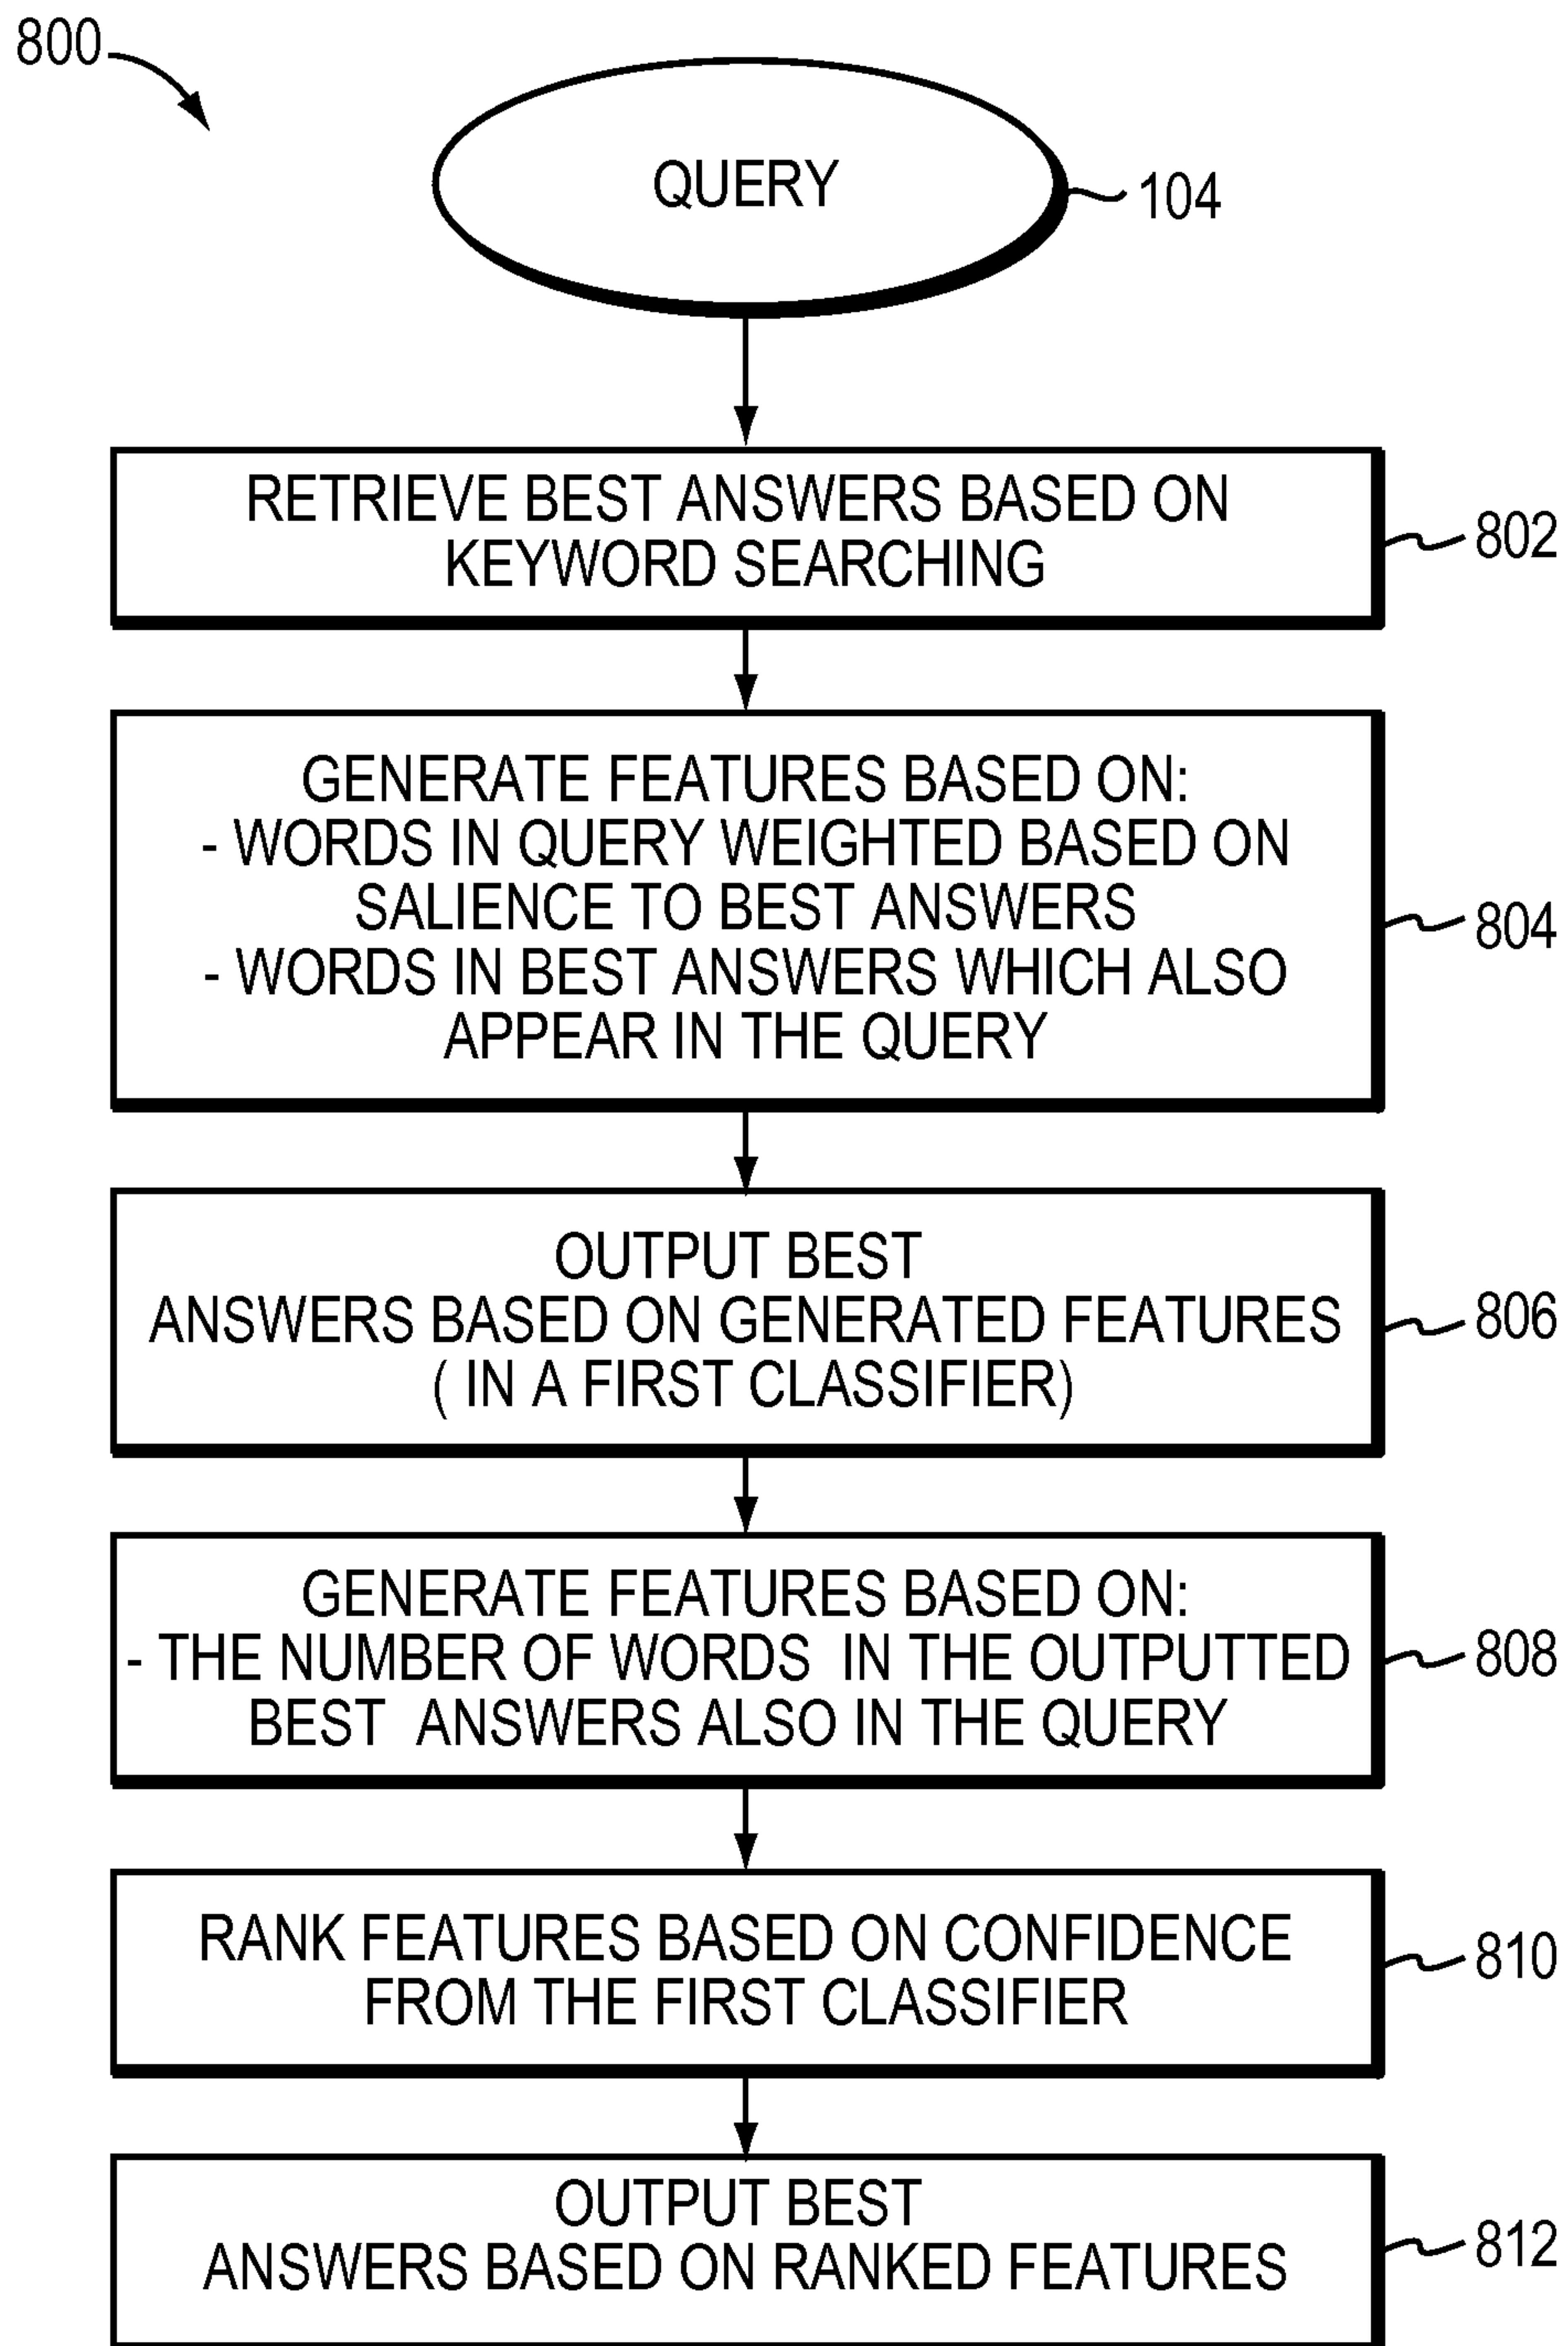 800
QUERY
104
RETRIEVE BEST ANSWERS BASED ON
KEYWORD SEARCHING
802
GENERATE FEATURES BASED ON:
- WORDS IN QUERY WEIGHTED BASED ON
SALIENCE TO BEST ANSWERS
- WORDS IN BEST ANSWERS WHICH ALSO
APPEAR IN THE QUERY
804
OUTPUT BEST
ANSWERS BASED ON GENERATED FEATURES
( IN A FIRST CLASSIFIER)
806
GENERATE FEATURES BASED ON:
- THE NUMBER OF WORDS IN THE OUTPUTTED
BEST ANSWERS ALSO IN THE QUERY
808
RANK FEATURES BASED ON CONFIDENCE
FROM THE FIRST CLASSIFIER
810
OUTPUT BEST
ANSWERS BASED ON RANKED FEATURES
812